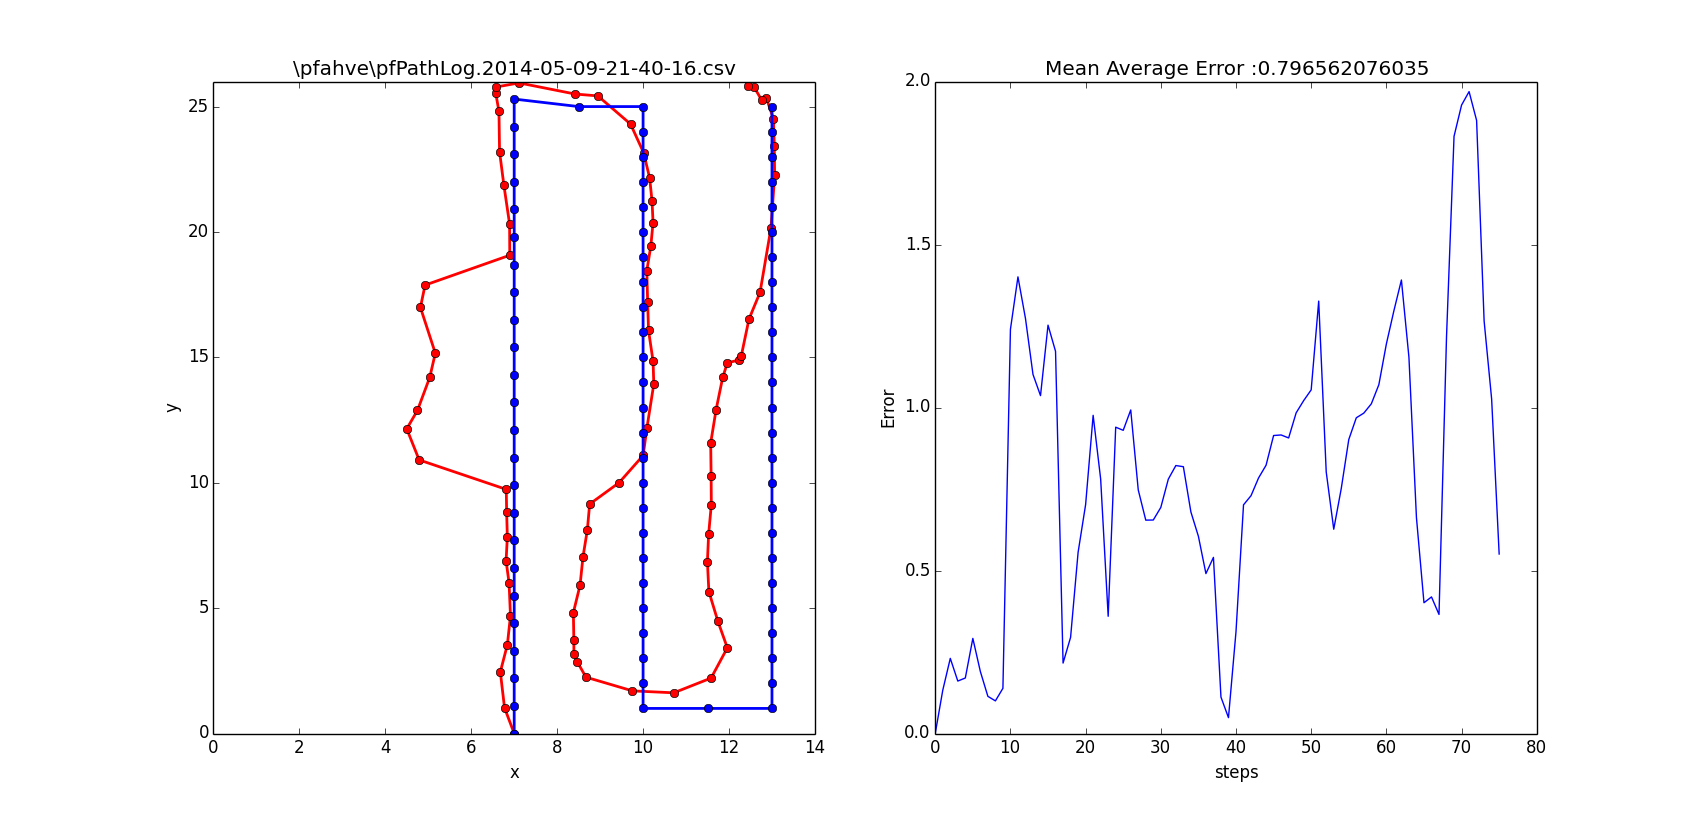 \pfahve\pfPathLog.2014-05-09-21-40-16.csv
25
20
15
10
5
0
y
0 2 4 6 8 10 12 14
x
Mean Average Error :0.796562076035
2.0
1.5
1.0
0.5
0.0
Error
0 10 20 30 40 50 60 70 80
steps